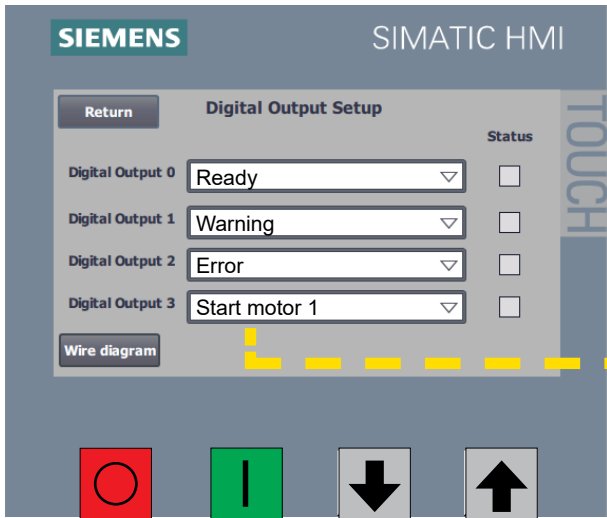 SIEMENS
SIMATIC HMI
TOUCH
Return
Digital Output Setup
Status
Digital Output 0
Ready
Digital Output 1
Warning
Digital Output 2
Error
Digital Output 3
Start motor 1
Wire diagram